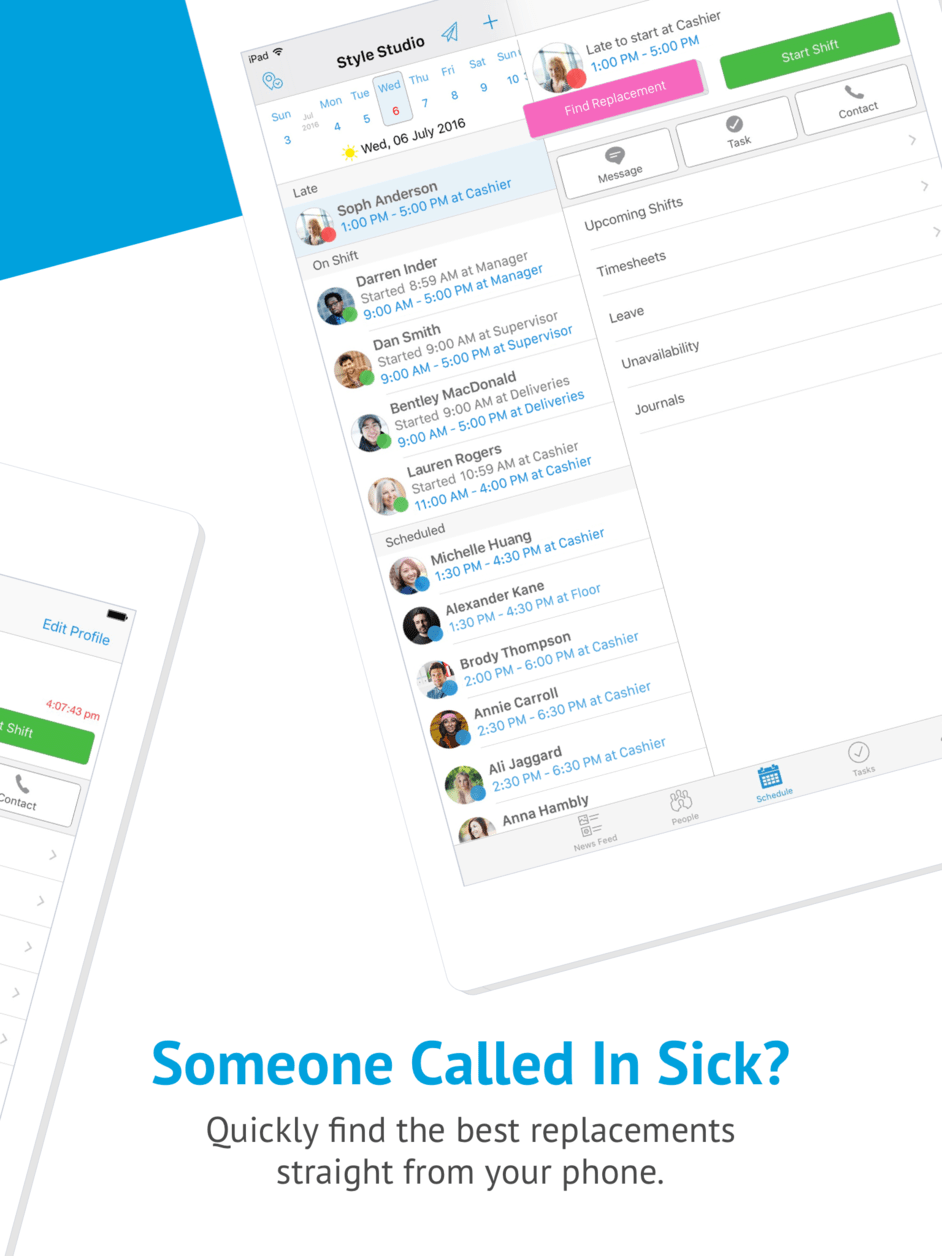 iPad
Style Studio
Sun Mon Tue Wed Thu Fri Sat Sun
Jul
2016
3 4 5 6 7 8 9 10
Wed, 06 July 2016
Late
Soph Anderson
1:00 PM - 5:00 PM at Cashier
On Shift
Darren Inder
Started 8:59 AM at Manager
9:00 AM - 5:00 PM at Manager
Dan Smith
Started 9:00 AM at Supervisor
9:00 AM - 5:00 PM at Supervisor
Bentley MacDonald
Started 9:00 AM at Deliveries
9:00 AM - 5:00 PM at Deliveries
Lauren Rogers
Started 10:59 AM at Cashier
11:00 AM - 4:00 PM at Cashier
Scheduled
Michelle Huang
1:30 PM - 4:30 PM at Cashier
Alexander Kane
1:30 PM - 4:30 PM at Floor
Brody Thompson
2:00 PM - 6:00 PM at Cashier
Annie Carroll
2:30 PM - 6:30 PM at Cashier
Ali Jaggard
2:30 PM - 6:30 PM at Cashier
Anna Hambly
Late to start at Cashier
1:00 PM - 5:00 PM
Find Replacement
Start Shift
Message
Task
Contact
Upcoming Shifts
Timesheets
Leave
Unavailability
Journals
News Feed
People
Schedule
Tasks
Edit Profile
4:07:43 pm
t Shift
Contact
Someone Called In Sick?
Quickly find the best replacements
straight from your phone.